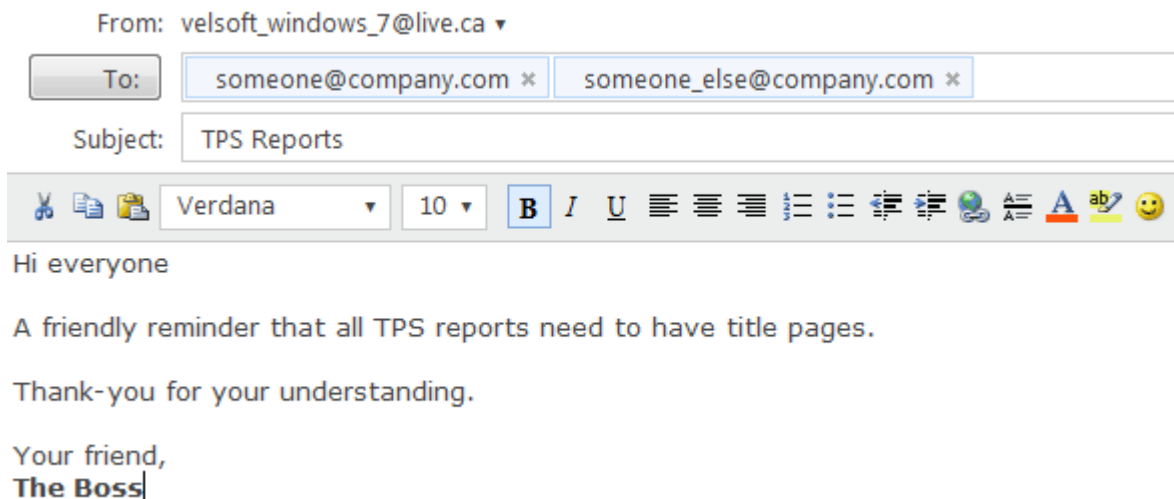 From: velsoft_windows_7@live.ca
To: someone@company.com someone_else@company.com
Subject: TPS Reports
Verdana 10 B I U A ab
Hi everyone
A friendly reminder that all TPS reports need to have title pages.
Thank-you for your understanding.
Your friend,
The Boss